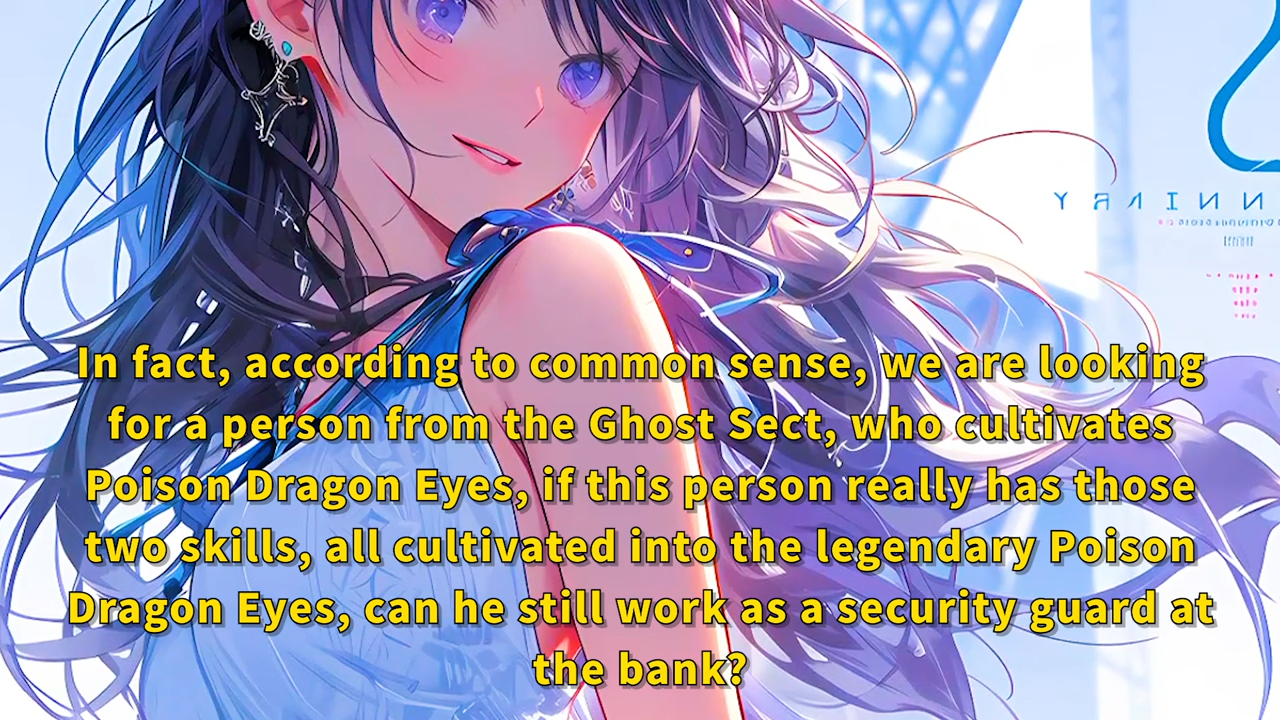 In fact, according to common sense, we are looking
for a person from the Ghost Sect, who cultivates
Poison Dragon Eyes, if this person really has those
two skills, all cultivated into the legendary Poison
Dragon Eyes, can he still work as a security guard at
the bank?